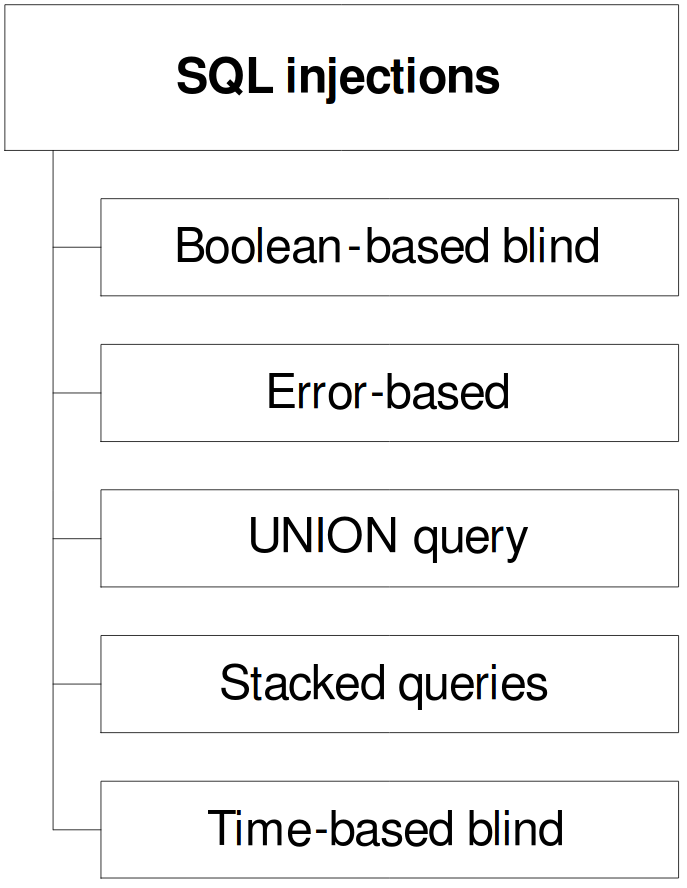 SQL injections
Boolean-based blind
Error-based
UNION query
Stacked queries
Time-based blind